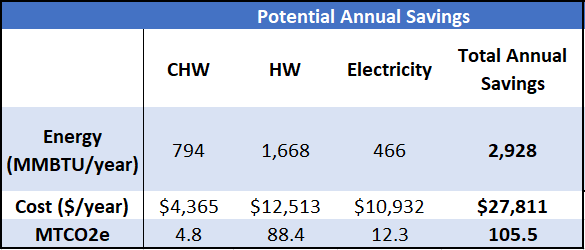 Potential Annual Savings
CHW HW Electricity Total Annual Savings
Energy (MMBTU/year) 794 1,668 466 2,928
Cost ($/year) $4,365 $12,513 $10,932 $27,811
MTCO2e 4.8 88.4 12.3 105.5